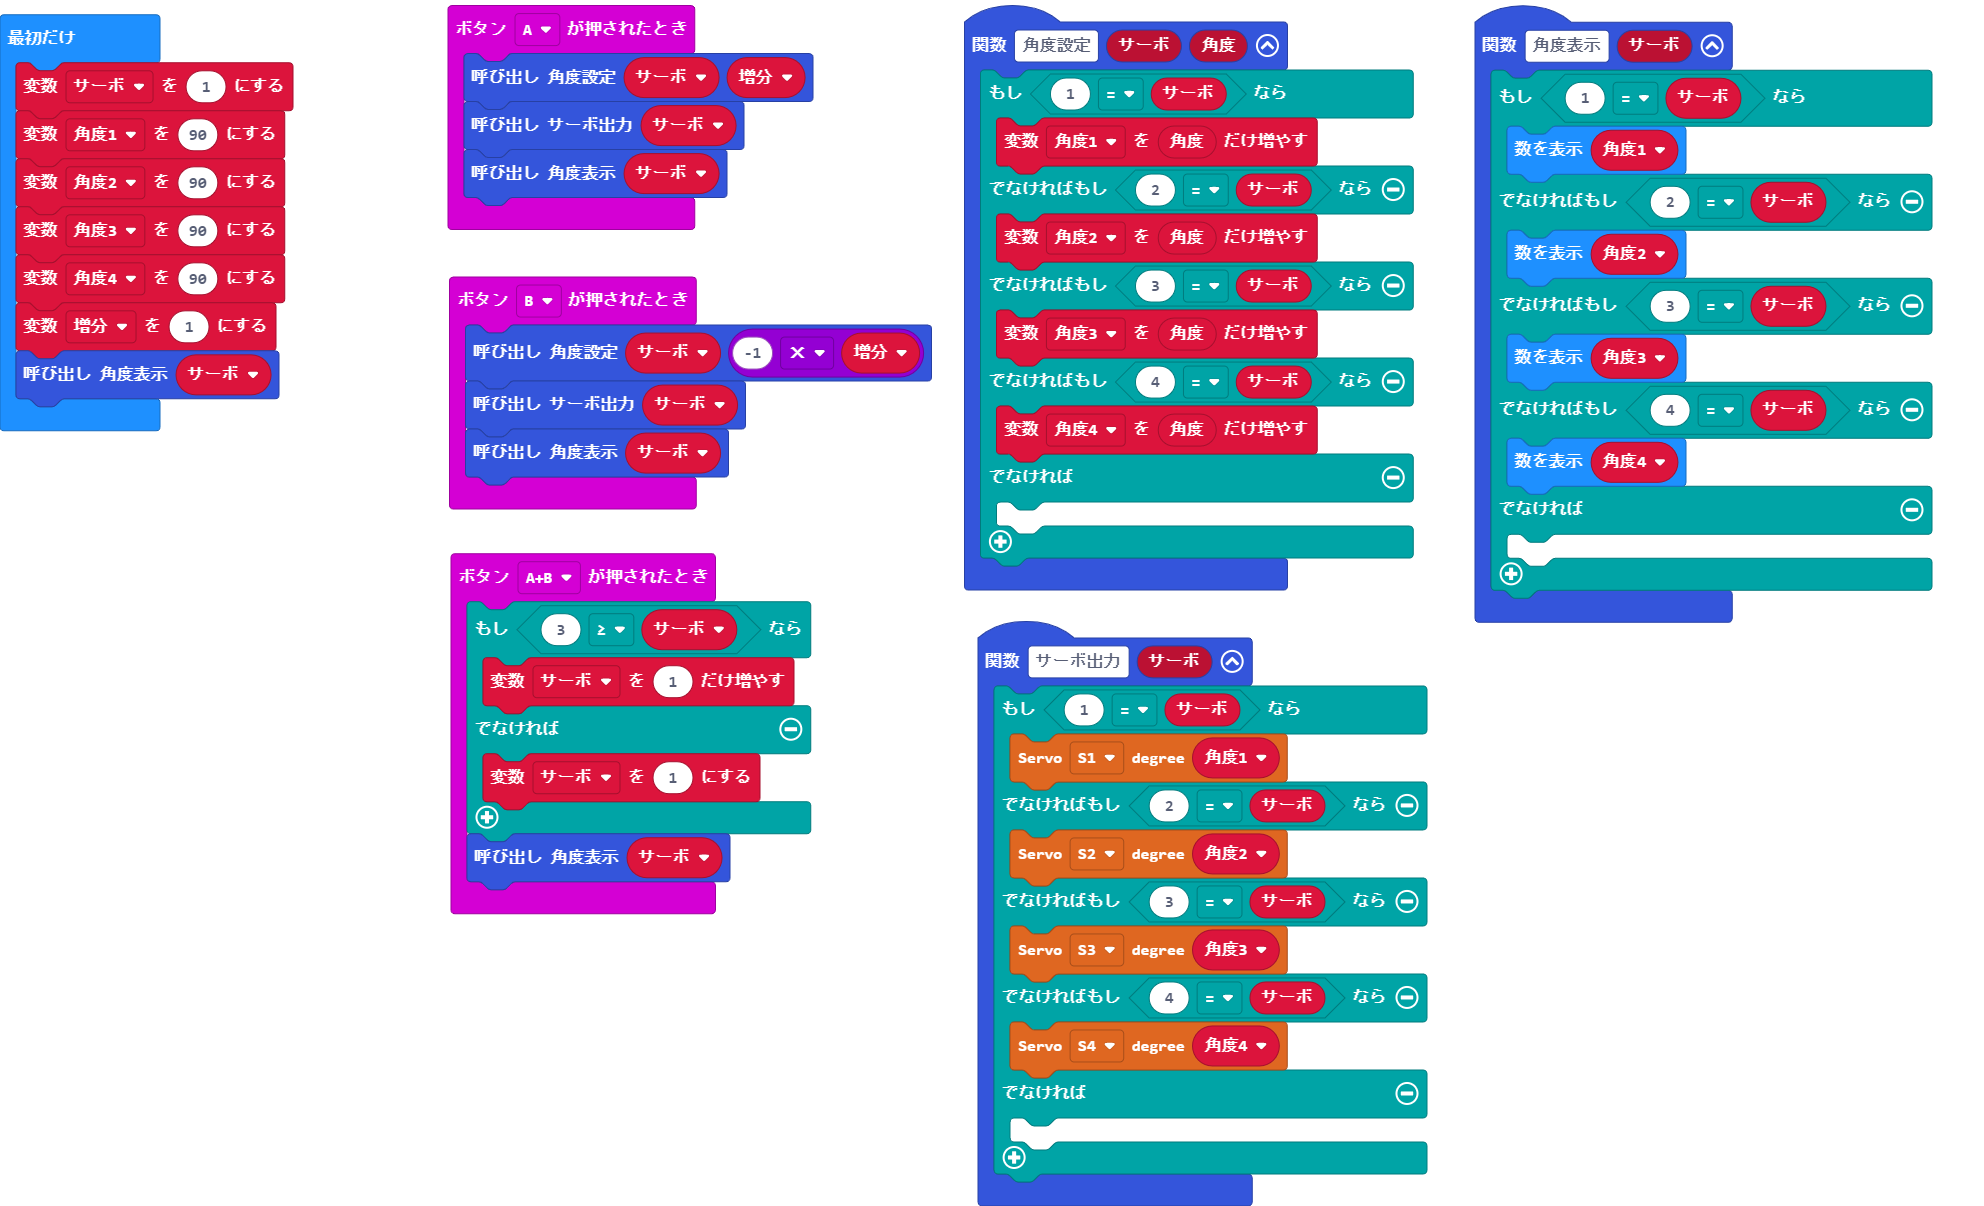 最初だけ
変数 サーボ を 1 にする
変数 角度1 を 90 にする
変数 角度2 を 90 にする
変数 角度3 を 90 にする
変数 角度4 を 90 にする
変数 増分 を 1 にする
呼び出し 角度表示 サーボ
ボタン A が押されたとき
呼び出し 角度設定 サーボ 増分
呼び出し サーボ出力 サーボ
呼び出し 角度表示 サーボ
ボタン B が押されたとき
呼び出し 角度設定 サーボ -1 × 増分
呼び出し サーボ出力 サーボ
呼び出し 角度表示 サーボ
ボタン A+B が押されたとき
もし 3 ≥ サーボ なら
変数 サーボ を 1 だけ増やす
でなければ
変数 サーボ を 1 にする
呼び出し 角度表示 サーボ
関数 角度設定 サーボ 角度
もし 1 = サーボ なら
変数 角度1 を 角度 だけ増やす
でなければもし 2 = サーボ なら
変数 角度2 を 角度 だけ増やす
でなければもし 3 = サーボ なら
変数 角度3 を 角度 だけ増やす
でなければもし 4 = サーボ なら
変数 角度4 を 角度 だけ増やす
でなければ
関数 サーボ出力 サーボ
もし 1 = サーボ なら
Servo S1 degree 角度1
でなければもし 2 = サーボ なら
Servo S2 degree 角度2
でなければもし 3 = サーボ なら
Servo S3 degree 角度3
でなければもし 4 = サーボ なら
Servo S4 degree 角度4
でなければ
関数 角度表示 サーボ
もし 1 = サーボ なら
数を表示 角度1
でなければもし 2 = サーボ なら
数を表示 角度2
でなければもし 3 = サーボ なら
数を表示 角度3
でなければもし 4 = サーボ なら
数を表示 角度4
でなければ